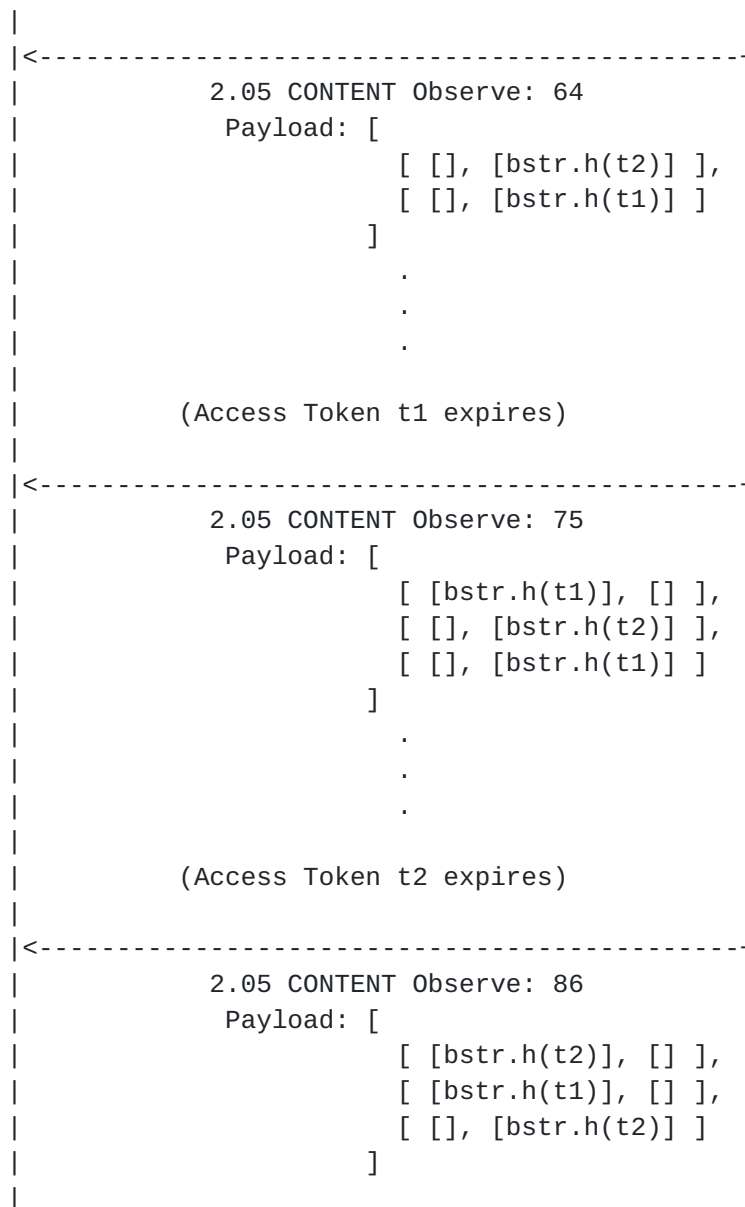 |
|<---------------------------------------------+
|            2.05 CONTENT Observe: 64
|             Payload: [
|                        [ [], [bstr.h(t2)] ],
|                        [ [], [bstr.h(t1)] ]
|                      ]
|                        .
|                        .
|                        .
|
|          (Access Token t1 expires)
|
|<---------------------------------------------+
|            2.05 CONTENT Observe: 75
|             Payload: [
|                        [ [bstr.h(t1)], [] ],
|                        [ [], [bstr.h(t2)] ],
|                        [ [], [bstr.h(t1)] ]
|                      ]
|                        .
|                        .
|                        .
|
|          (Access Token t2 expires)
|
|<---------------------------------------------+
|            2.05 CONTENT Observe: 86
|             Payload: [
|                        [ [bstr.h(t2)], [] ],
|                        [ [bstr.h(t1)], [] ],
|                        [ [], [bstr.h(t2)] ]
|                      ]
|